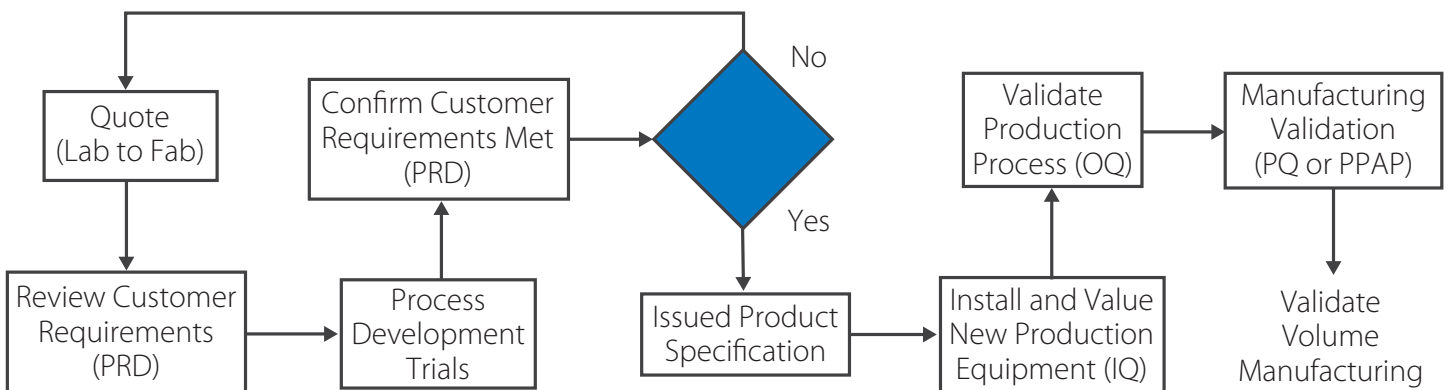 Quote
(Lab to Fab)
Review Customer
Requirements
(PRD)
Process
Development
Trials
Confirm Customer
Requirements Met
(PRD)
No
Yes
Issued Product
Specification
Install and Value
New Production
Equipment (IQ)
Validate
Production
Process (OQ)
Manufacturing
Validation
(PQ or PPAP)
Validate
Volume
Manufacturing